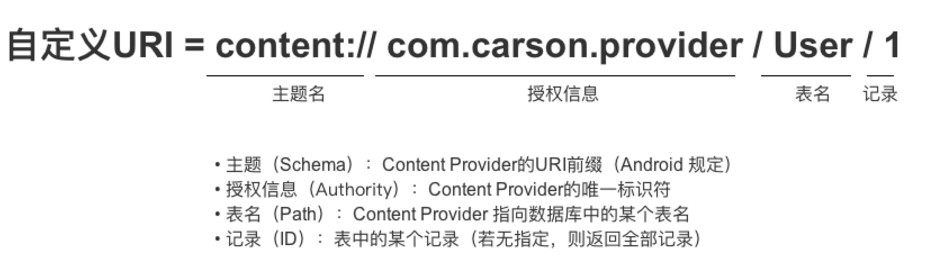 自定义URI = content:// com.carson.provider / User / 1
主题名 授权信息 表名 记录
• 主题（Schema）：Content Provider的URI前缀（Android 规定）
• 授权信息（Authority）：Content Provider的唯一标识符
• 表名（Path）：Content Provider 指向数据库中的某个表名
• 记录（ID）：表中的某个记录（若无指定，则返回全部记录）